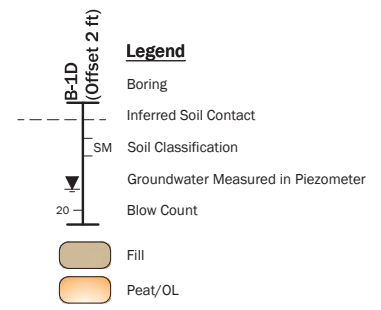 B-1D
(Offset 2 ft)
Legend
Boring
Inferred Soil Contact
SM Soil Classification
Groundwater Measured in Piezometer
20 Blow Count
Fill
Peat/OL